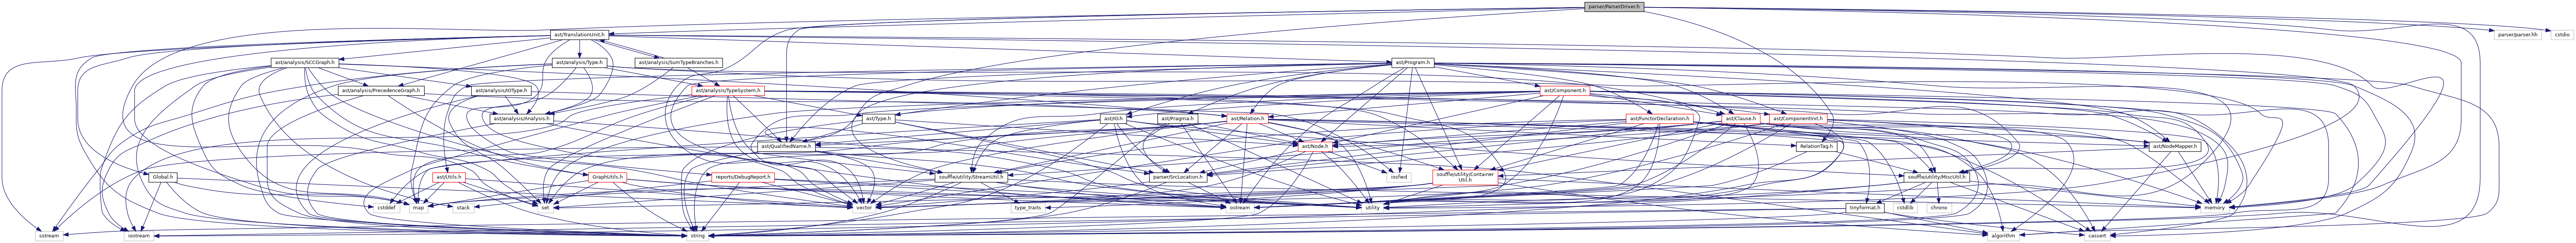 parser/ParserDriver.h
ast/TranslationUnit.h
parser/parser.hh
cstdio
ast/analysis/SCCGraph.h
ast/analysis/Type.h
ast/analysis/SumTypeBranches.h
ast/Program.h
ast/analysis/PrecedenceGraph.h
ast/analysis/IOType.h
ast/analysis/TypeSystem.h
ast/Component.h
ast/analysis/Analysis.h
ast/Type.h
ast/IO.h
ast/Pragma.h
ast/Relation.h
ast/FunctorDeclaration.h
ast/Clause.h
ast/ComponentInit.h
ast/QualifiedName.h
ast/Node.h
RelationTag.h
ast/NodeMapper.h
Global.h
ast/Utils.h
GraphUtils.h
reports/DebugReport.h
souffle/utility/StreamUtil.h
parser/SrcLocation.h
iosfwd
souffle/utility/Container
Util.h
souffle/utility/MiscUtil.h
cstddef
map
stack
set
vector
type_traits
ostream
utility
tinyformat.h
cstdlib
chrono
memory
sstream
iostream
string
algorithm
cassert